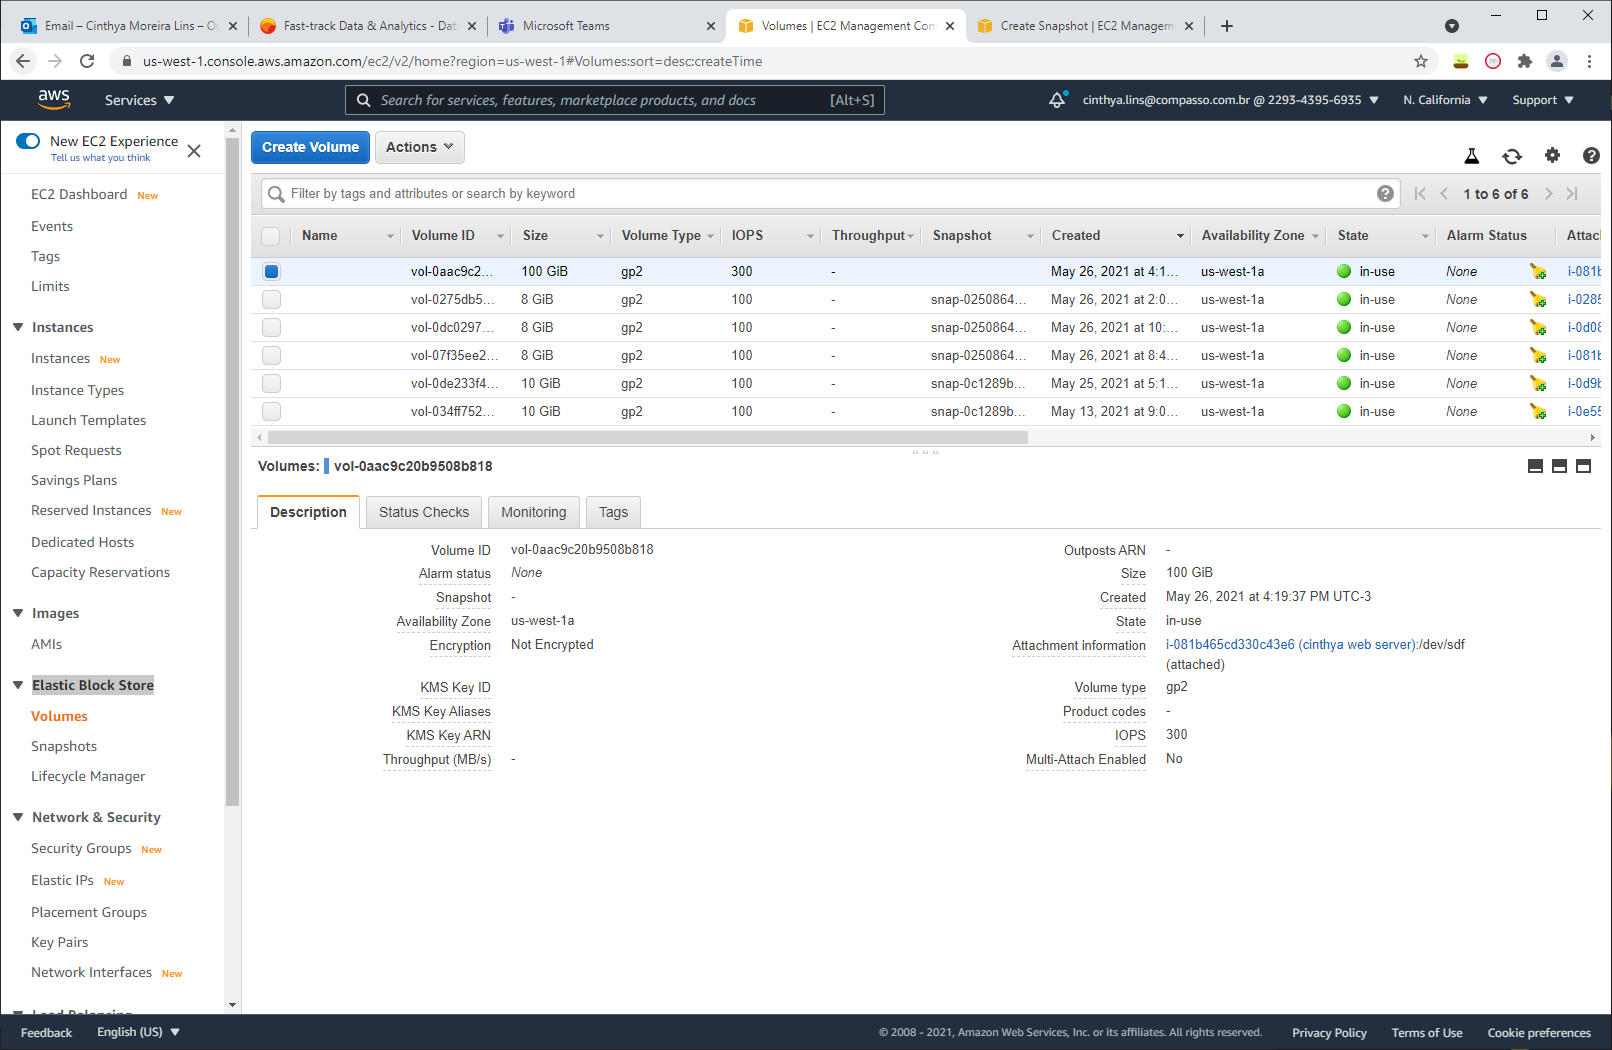 Email – Cinthya Moreira Lins – Ou
Fast-track Data & Analytics - Dat
Microsoft Teams
Volumes | EC2 Management Con
Create Snapshot | EC2 Managem
us-west-1.console.aws.amazon.com/ec2/v2/home?region=us-west-1#Volumes:sort=desc:createTime
aws
Services
Search for services, features, marketplace products, and docs [Alt+S]
cinthya.lins@compasso.com.br @ 2293-4395-6935
N. California
Support
New EC2 Experience
Tell us what you think
EC2 Dashboard New
Events
Tags
Limits
Instances
Instances New
Instance Types
Launch Templates
Spot Requests
Savings Plans
Reserved Instances New
Dedicated Hosts
Capacity Reservations
Images
AMIs
Elastic Block Store
Volumes
Snapshots
Lifecycle Manager
Network & Security
Security Groups New
Elastic IPs New
Placement Groups
Key Pairs
Network Interfaces New
Load Balancing
Create Volume
Actions
Filter by tags and attributes or search by keyword
1 to 6 of 6
Name Volume ID Size Volume Type IOPS Throughput Snapshot Created Availability Zone State Alarm Status Attac
vol-0aac9c2... 100 GiB gp2 300 - May 26, 2021 at 4:1... us-west-1a in-use None i-081b
vol-0275db5... 8 GiB gp2 100 - snap-0250864... May 26, 2021 at 2:0... us-west-1a in-use None i-0285
vol-0dc0297... 8 GiB gp2 100 - snap-0250864... May 26, 2021 at 10:... us-west-1a in-use None i-0d08
vol-07f35ee2... 8 GiB gp2 100 - snap-0250864... May 26, 2021 at 8:4... us-west-1a in-use None i-081b
vol-0de233f4... 10 GiB gp2 100 - snap-0c1289b... May 25, 2021 at 5:1... us-west-1a in-use None i-0d9b
vol-034ff752... 10 GiB gp2 100 - snap-0c1289b... May 13, 2021 at 9:0... us-west-1a in-use None i-0e55
Volumes: vol-0aac9c20b9508b818
Description Status Checks Monitoring Tags
Volume ID vol-0aac9c20b9508b818
Alarm status None
Snapshot -
Availability Zone us-west-1a
Encryption Not Encrypted
KMS Key ID
KMS Key Aliases
KMS Key ARN
Throughput (MB/s) -
Outposts ARN -
Size 100 GiB
Created May 26, 2021 at 4:19:37 PM UTC-3
State in-use
Attachment information i-081b465cd330c43e6 (cinthya web server):/dev/sdf
(attached)
Volume type gp2
Product codes -
IOPS 300
Multi-Attach Enabled No
Feedback
English (US)
© 2008 - 2021, Amazon Web Services, Inc. or its affiliates. All rights reserved.
Privacy Policy
Terms of Use
Cookie preferences